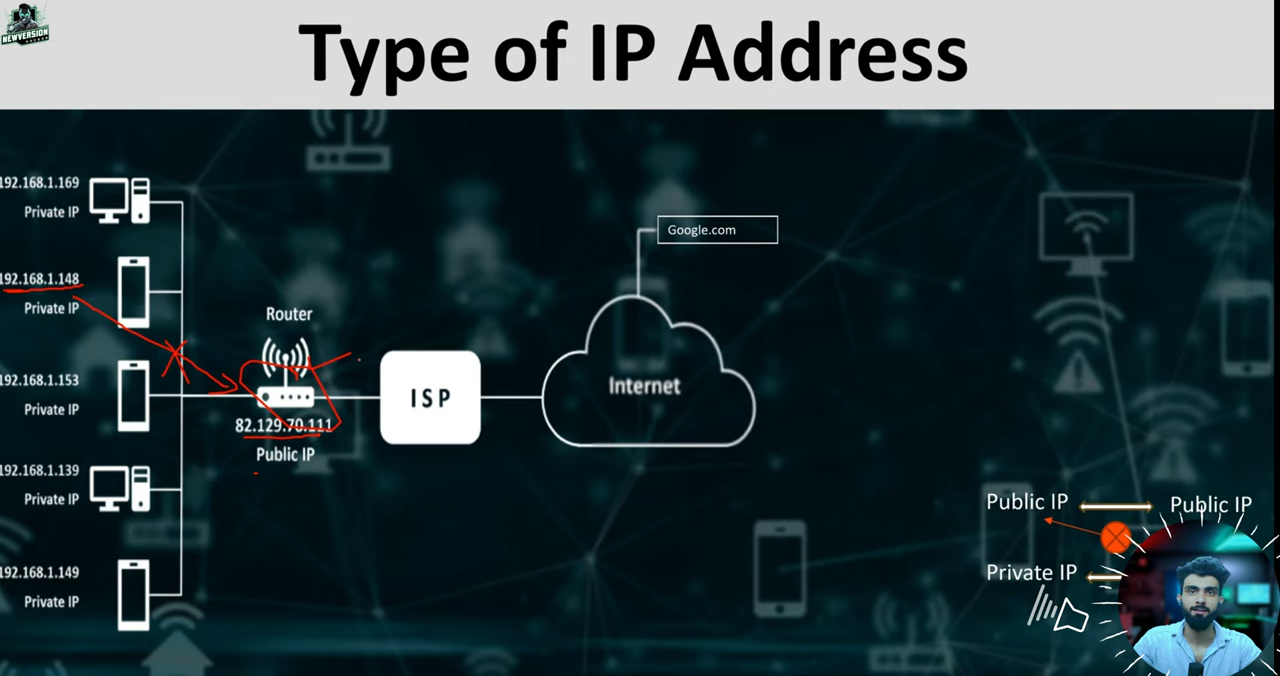 NEWVERSION
HACKER
Type of IP Address
192.168.1.169
Private IP
192.168.1.148
Private IP
192.168.1.153
Private IP
192.168.1.139
Private IP
192.168.1.149
Private IP
Router
82.129.70.111
Public IP
ISP
Internet
Google.com
Public IP
Public IP
Private IP